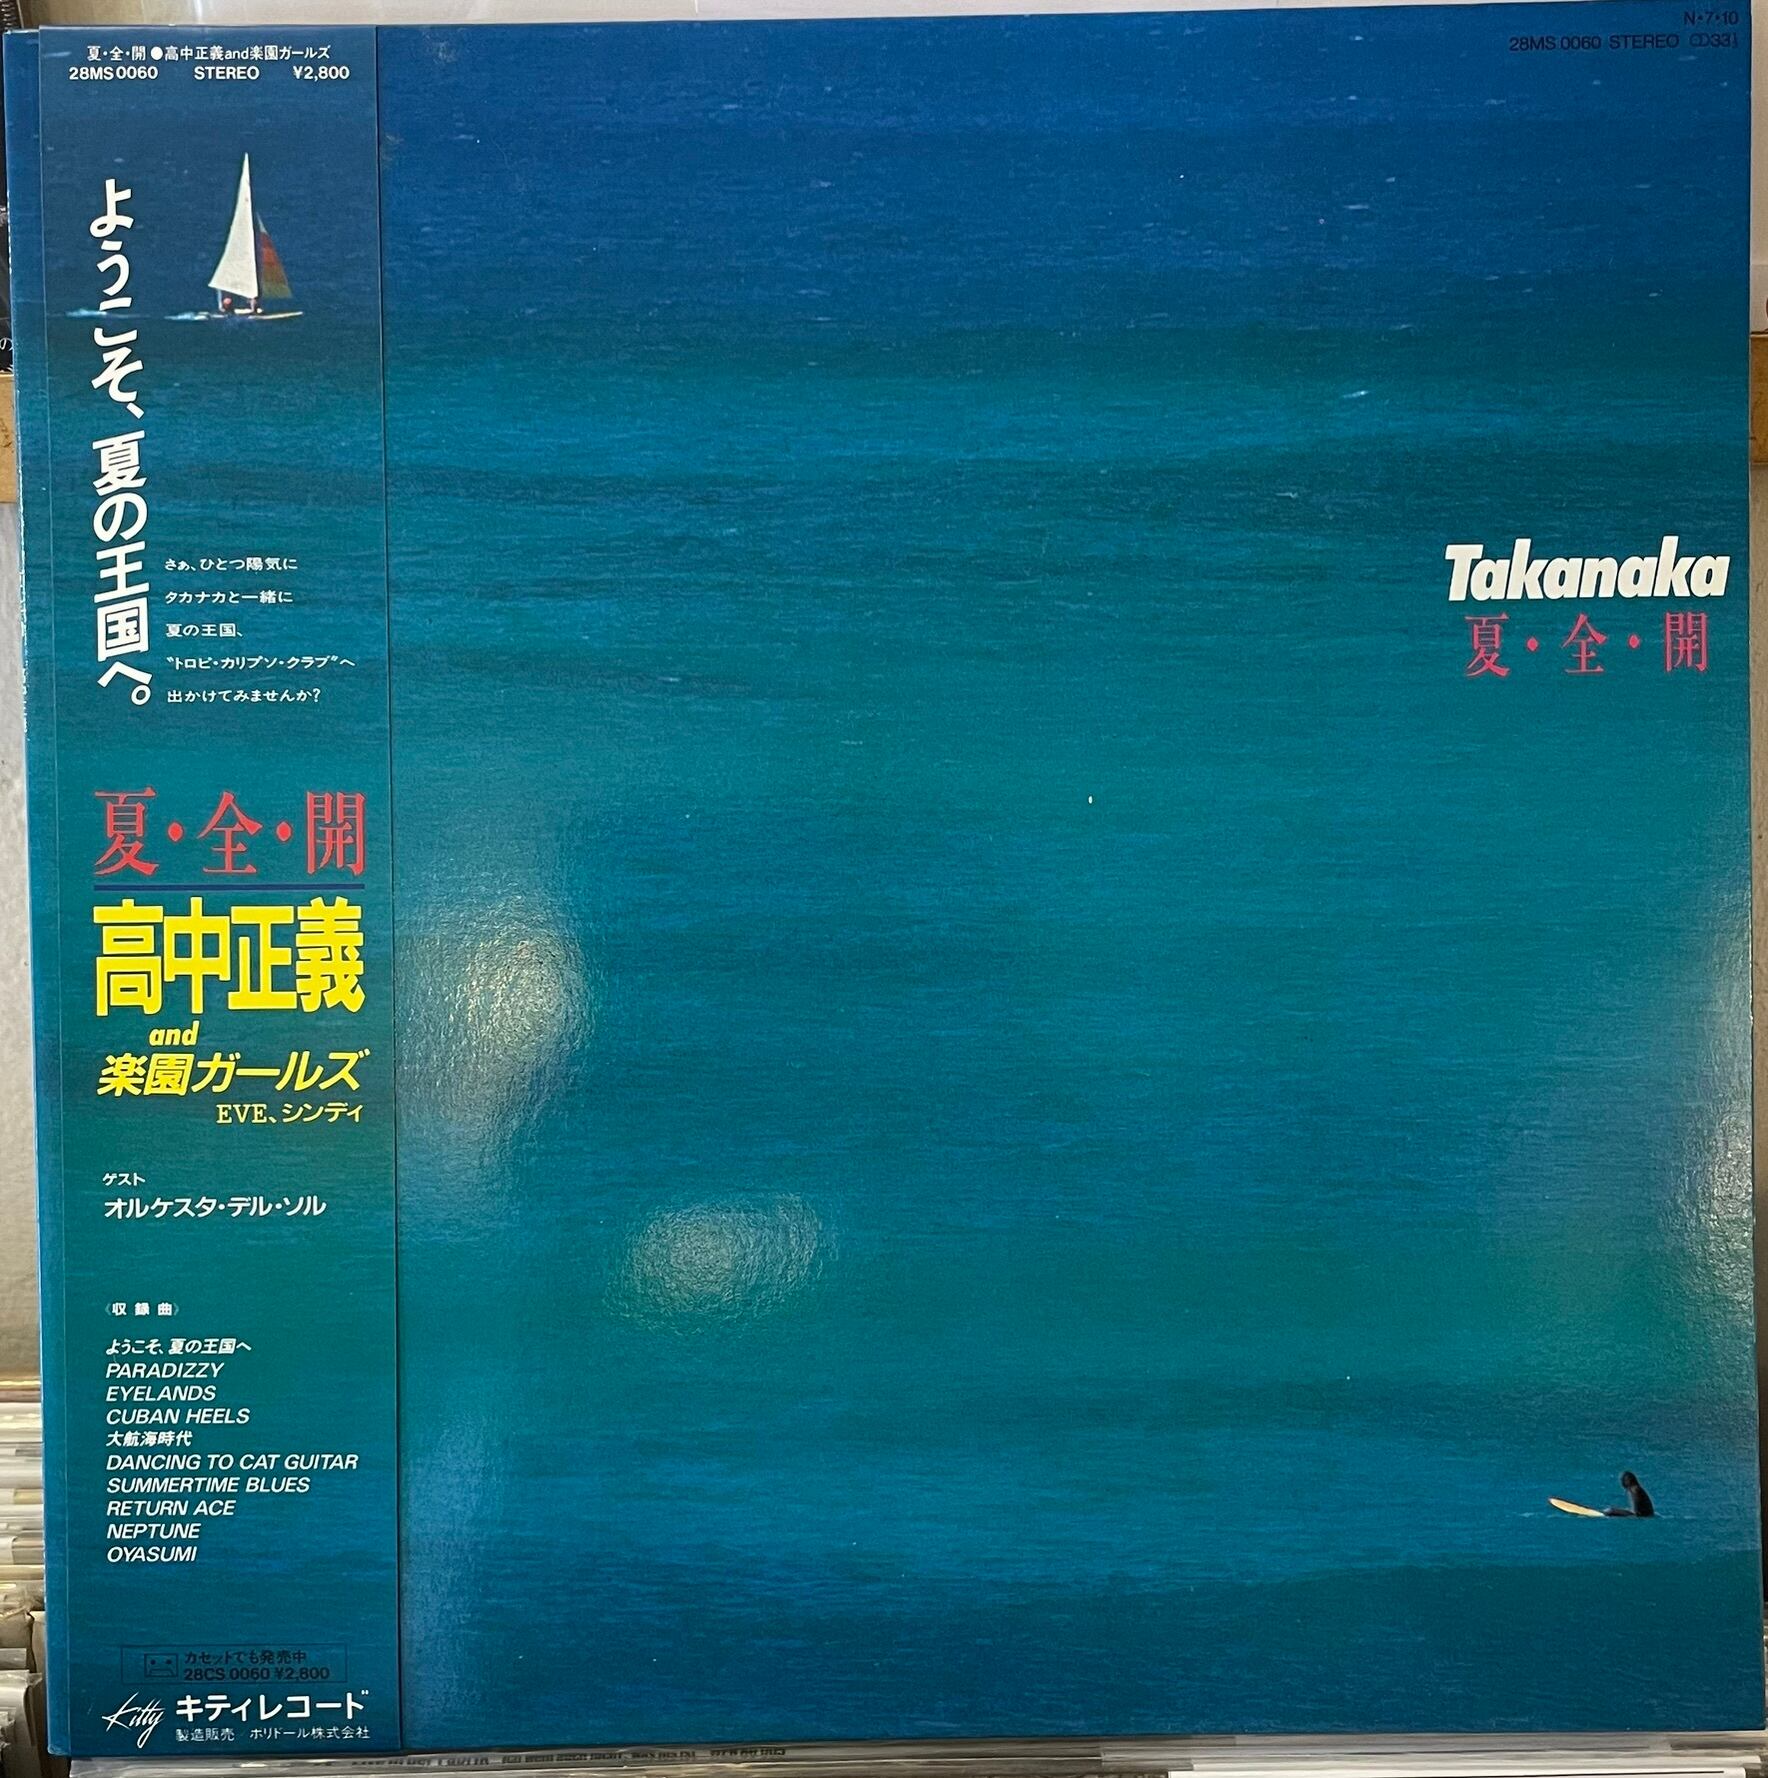 夏・全・開 ●高中正義and楽園ガールズ
28MS 0060 STEREO ¥2,800
ようこそ、夏の王国へ。
さぁ、ひとつ陽気に
タカナカと一緒に
夏の王国、
“トロピ・カリプソ・クラブ”へ
出かけてみませんか?
夏・全・開
高中正義
and
楽園ガールズ
EVE、シンディ
ゲスト
オルケスタ・デル・ソル
《収録曲》
ようこそ、夏の王国へ
PARADIZZY
EYELANDS
CUBAN HEELS
大航海時代
DANCING TO CAT GUITAR
SUMMERTIME BLUES
RETURN ACE
NEPTUNE
OYASUMI
カセットでも発売中
28CS 0060 ¥2,800
Kitty キティレコード
製造販売/ポリドール株式会社
N・7・10
28MS 0060 STEREO 33⅓
Takanaka
夏・全・開